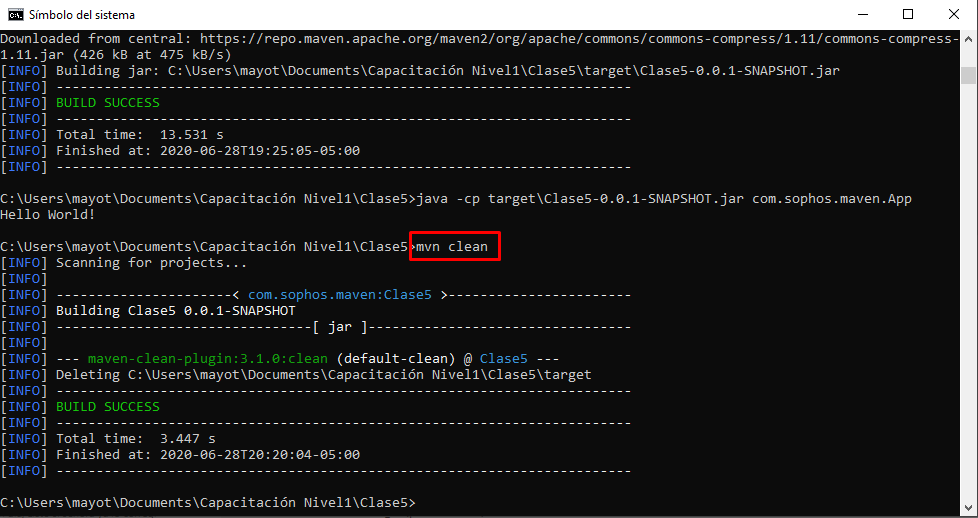 Símbolo del sistema
Downloaded from central: https://repo.maven.apache.org/maven2/org/apache/commons/commons-compress/1.11/commons-compress-
1.11.jar (426 kB at 475 kB/s)
[INFO] Building jar: C:\Users\mayot\Documents\Capacitación Nivel1\Clase5\target\Clase5-0.0.1-SNAPSHOT.jar
[INFO] ------------------------------------------------------------------------
[INFO] BUILD SUCCESS
[INFO] ------------------------------------------------------------------------
[INFO] Total time:  13.531 s
[INFO] Finished at: 2020-06-28T19:25:05-05:00
[INFO] ------------------------------------------------------------------------
C:\Users\mayot\Documents\Capacitación Nivel1\Clase5>java -cp target\Clase5-0.0.1-SNAPSHOT.jar com.sophos.maven.App
Hello World!
C:\Users\mayot\Documents\Capacitación Nivel1\Clase5>mvn clean
[INFO] Scanning for projects...
[INFO]
[INFO] ----------------------< com.sophos.maven:Clase5 >-----------------------
[INFO] Building Clase5 0.0.1-SNAPSHOT
[INFO] --------------------------------[ jar ]---------------------------------
[INFO]
[INFO] --- maven-clean-plugin:3.1.0:clean (default-clean) @ Clase5 ---
[INFO] Deleting C:\Users\mayot\Documents\Capacitación Nivel1\Clase5\target
[INFO] ------------------------------------------------------------------------
[INFO] BUILD SUCCESS
[INFO] ------------------------------------------------------------------------
[INFO] Total time:  3.447 s
[INFO] Finished at: 2020-06-28T20:20:04-05:00
[INFO] ------------------------------------------------------------------------
C:\Users\mayot\Documents\Capacitación Nivel1\Clase5>